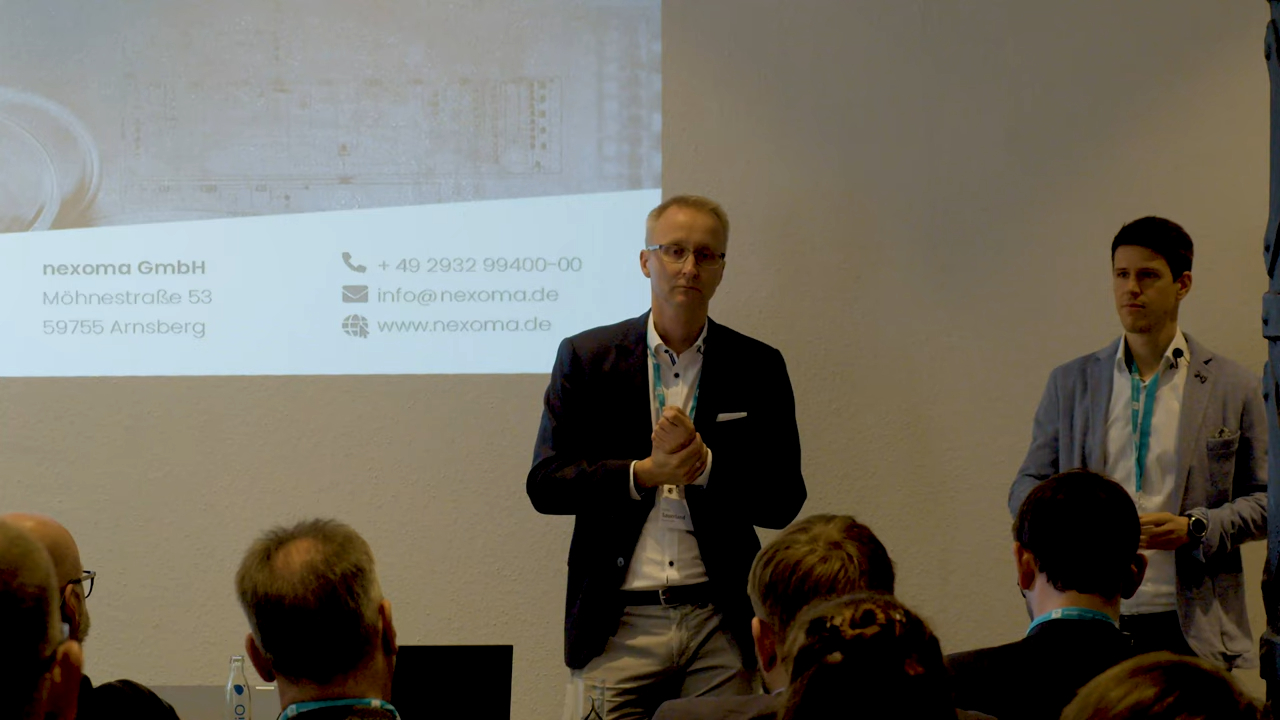 nexoma GmbH
Möhnestraße 53
59755 Arnsberg
+ 49 2932 99400-00
info@nexoma.de
www.nexoma.de